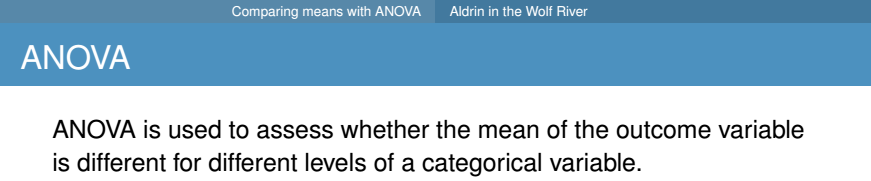 Comparing means with ANOVA Aldrin in the Wolf River
ANOVA
ANOVA is used to assess whether the mean of the outcome variable
is different for different levels of a categorical variable.